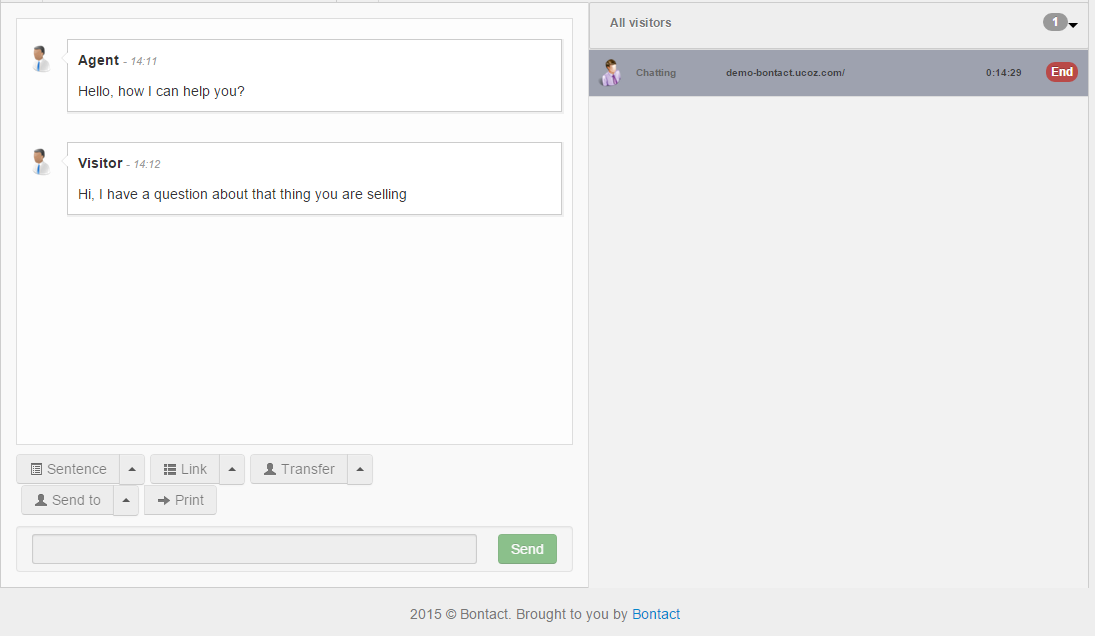 Agent - 14:11
Hello, how I can help you?
Visitor - 14:12
Hi, I have a question about that thing you are selling
Sentence Link Transfer
Send to Print
Send
All visitors 1
Chatting demo-bontact.ucoz.com/ 0:14:29 End
2015 © Bontact. Brought to you by Bontact